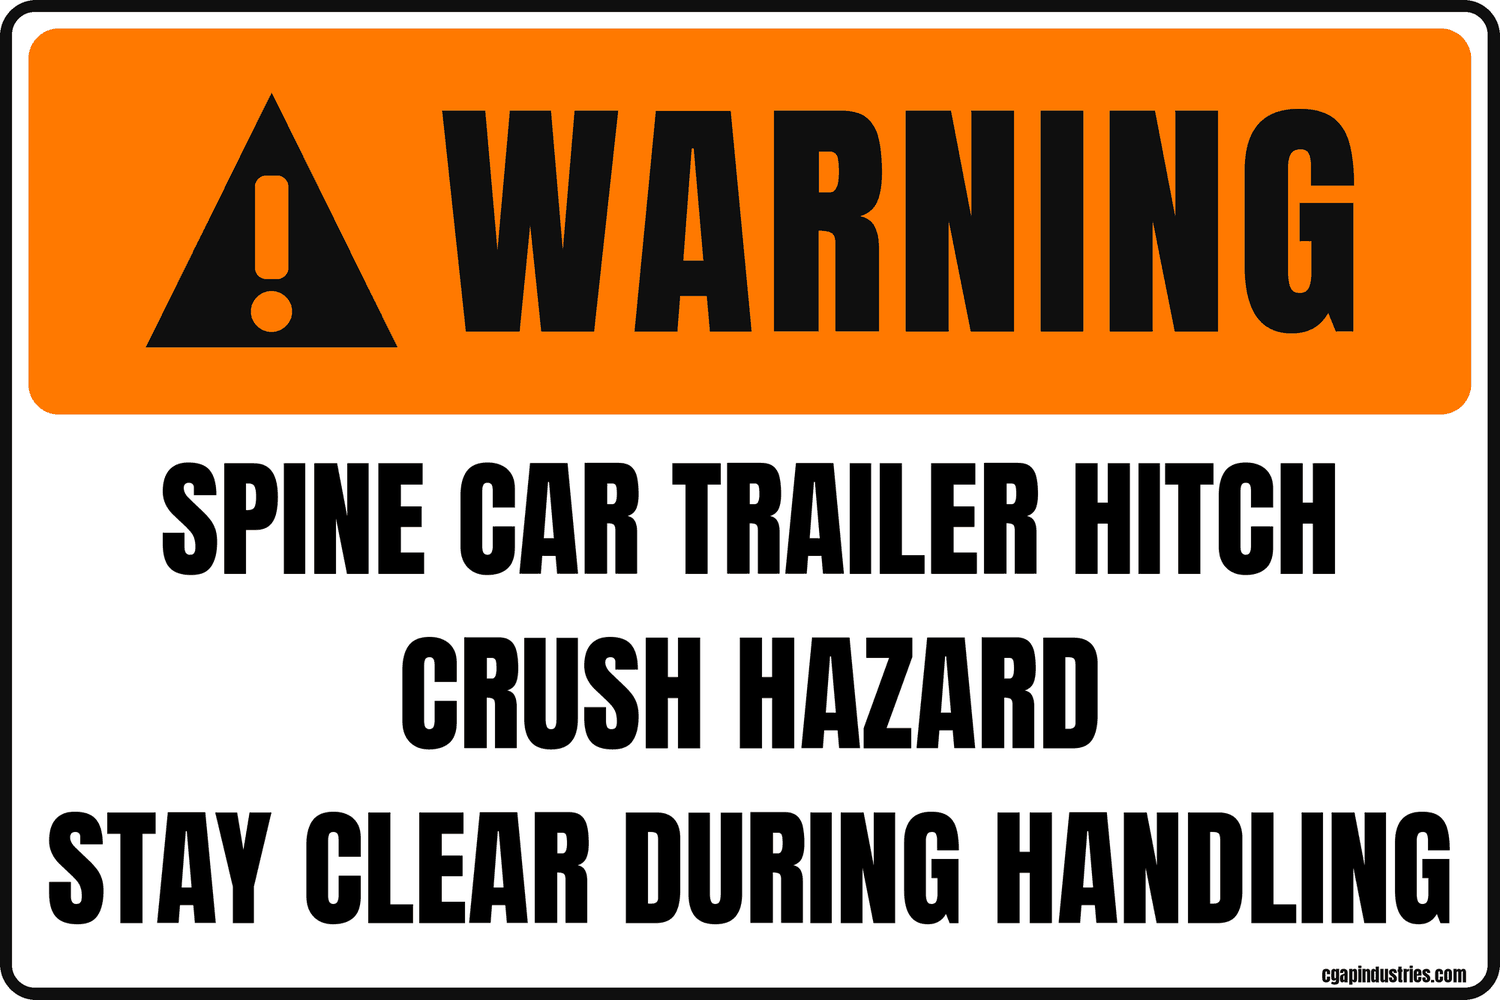 WARNING
SPINE CAR TRAILER HITCH
CRUSH HAZARD
STAY CLEAR DURING HANDLING
cgapindustries.com